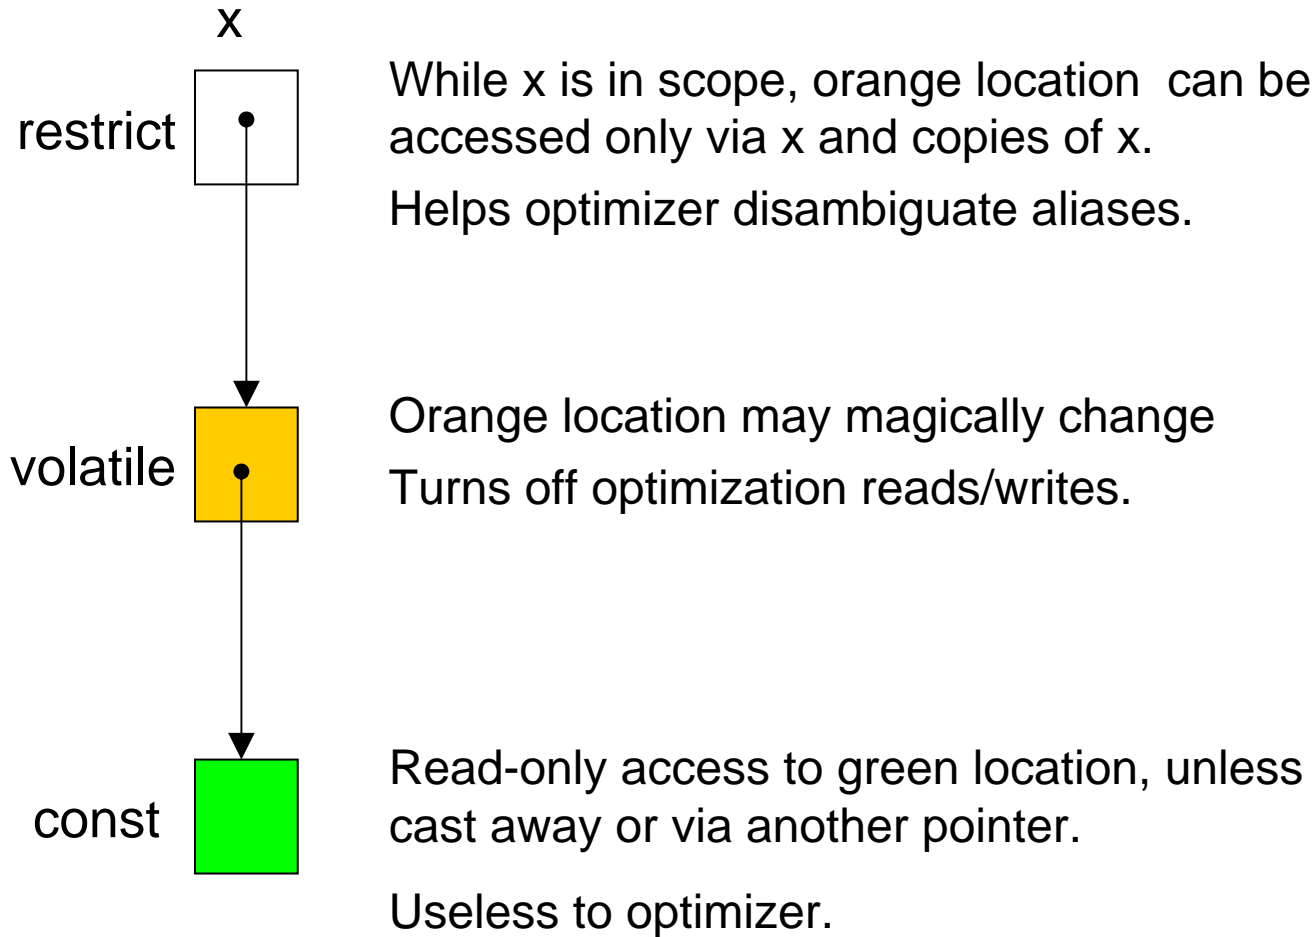 x
restrict
While x is in scope, orange location can be
accessed only via x and copies of x.
Helps optimizer disambiguate aliases.
volatile
Orange location may magically change
Turns off optimization reads/writes.
const
Read-only access to green location, unless
cast away or via another pointer.
Useless to optimizer.